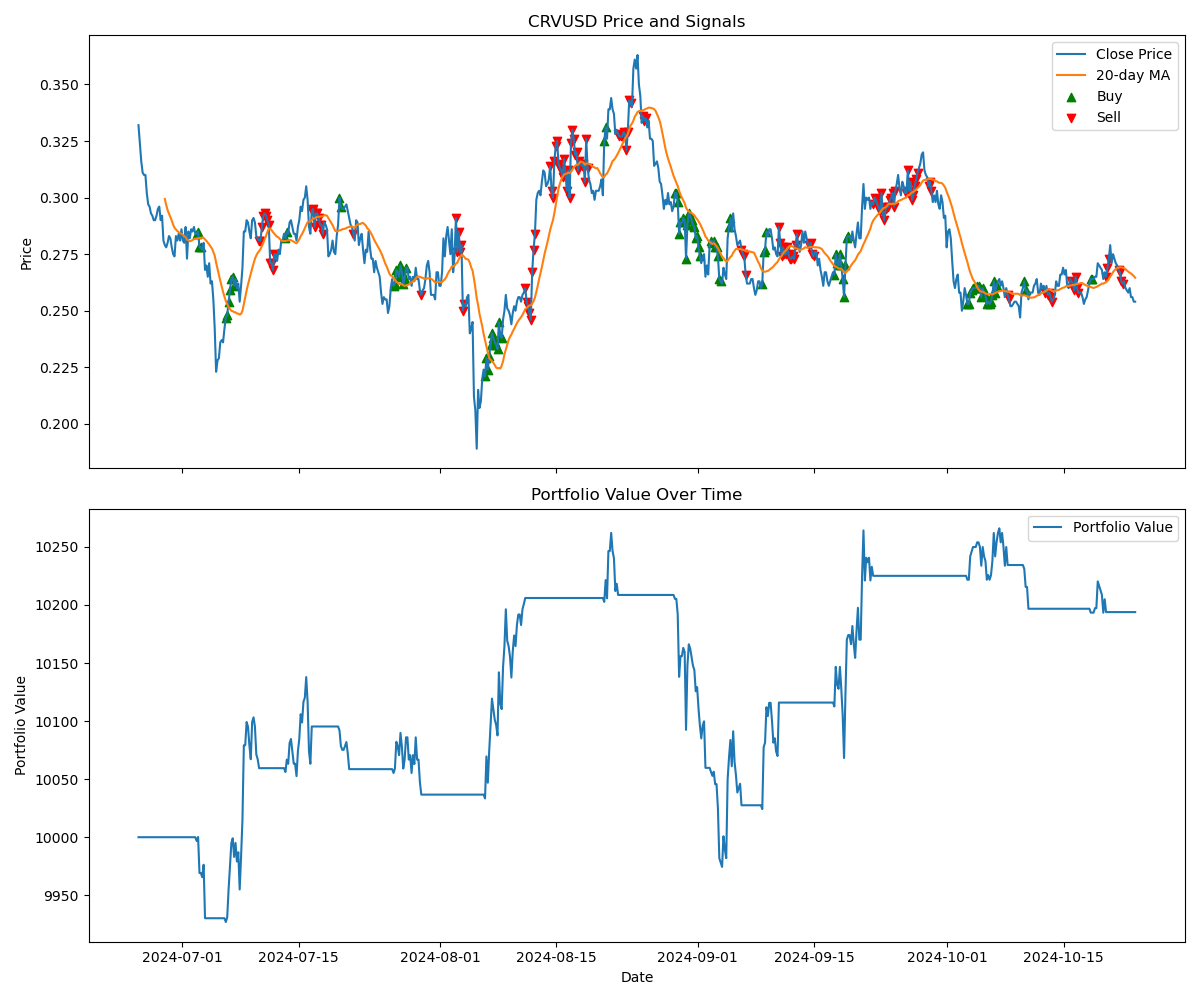 CRVUSD Price and Signals
Price
0.350
0.325
0.300
0.275
0.250
0.225
0.200
Close Price
20-day MA
Buy
Sell
Portfolio Value Over Time
Portfolio Value
10250
10200
10150
10100
10050
10000
9950
Portfolio Value
2024-07-01 2024-07-15 2024-08-01 2024-08-15 2024-09-01 2024-09-15 2024-10-01 2024-10-15
Date